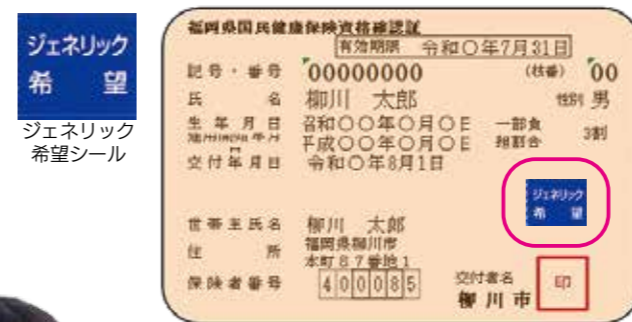 ジェネリック
希 望
ジェネリック
希望シール
福岡県国民健康保険資格確認証
有効期限 令和〇年7月31日
記号・番号 00000000 (枝番) 00
氏 名 柳川 太郎 性別 男
生年月日 昭和〇〇年〇月〇日 一部負
適用開始年月日 平成〇〇年〇月〇日 担割合 3割
交付年月日 令和〇年8月1日
ジェネリック
希 望
世帯主氏名 柳川 太郎
住 所 福岡県柳川市
本町87番地1
保険者番号 400085 交付者名
柳川市 印